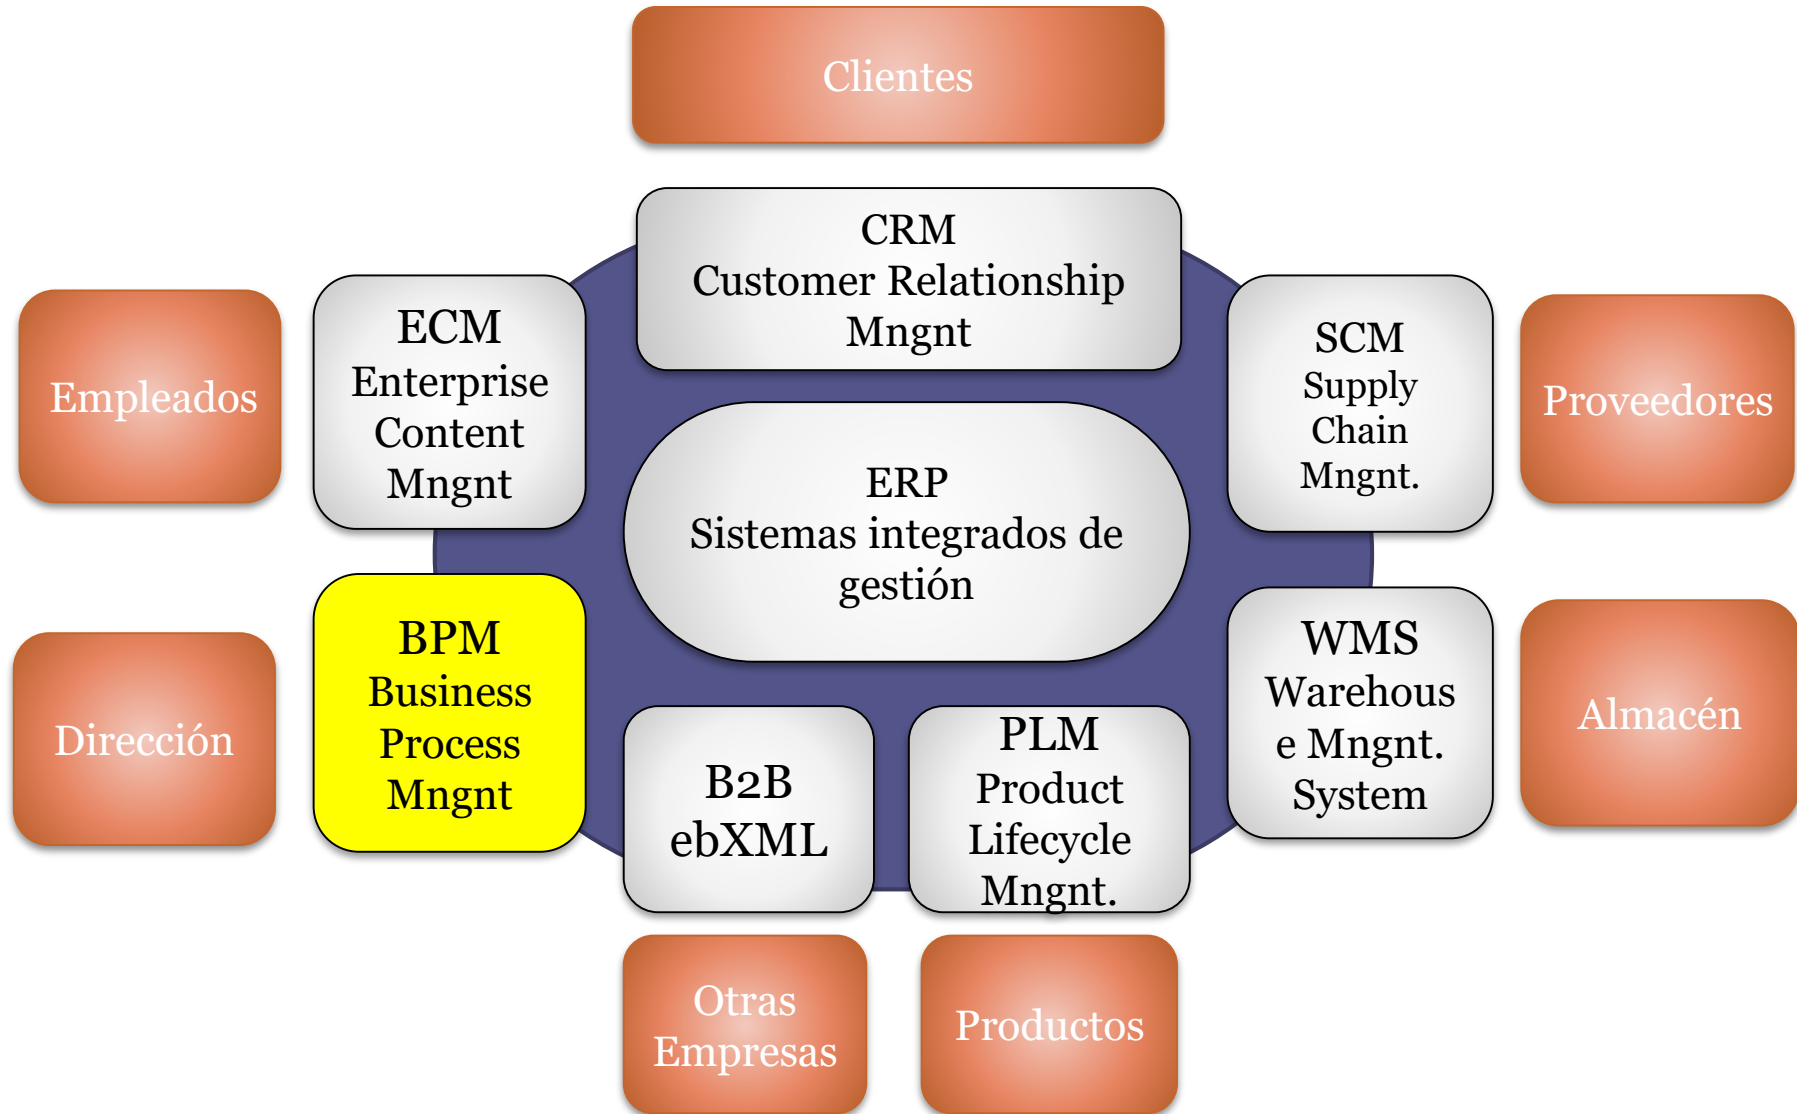 Clientes
CRM
Customer Relationship
Mngnt
ECM
Enterprise
Content
Mngnt
SCM
Supply
Chain
Mngnt.
Empleados
Proveedores
ERP
Sistemas integrados de
gestión
BPM
Business
Process
Mngnt
WMS
Warehous
e Mngnt.
System
Dirección
Almacén
B2B
ebXML
PLM
Product
Lifecycle
Mngnt.
Otras
Empresas
Productos